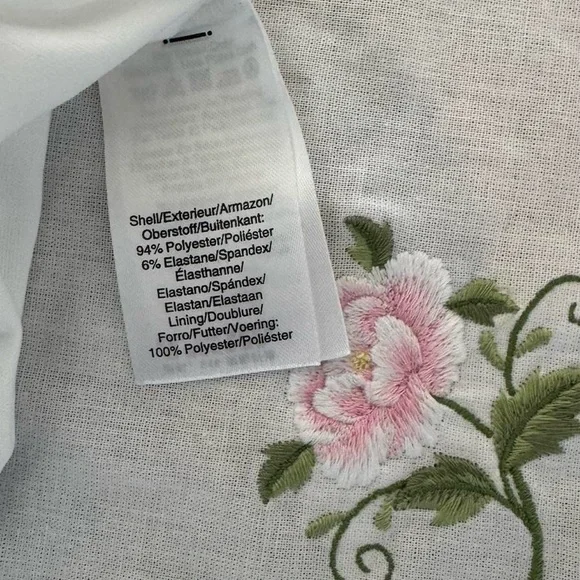 Shell/Exterieur/Armazon/
Oberstoff/Buitenkant:
94% Polyester/Poliéster
6% Elastane/Spandex/
Élasthanne/
Elastano/Spándex/
Elastan/Elastaan
Lining/Doublure/
Forro/Futter/Voering:
100% Polyester/Poliéster